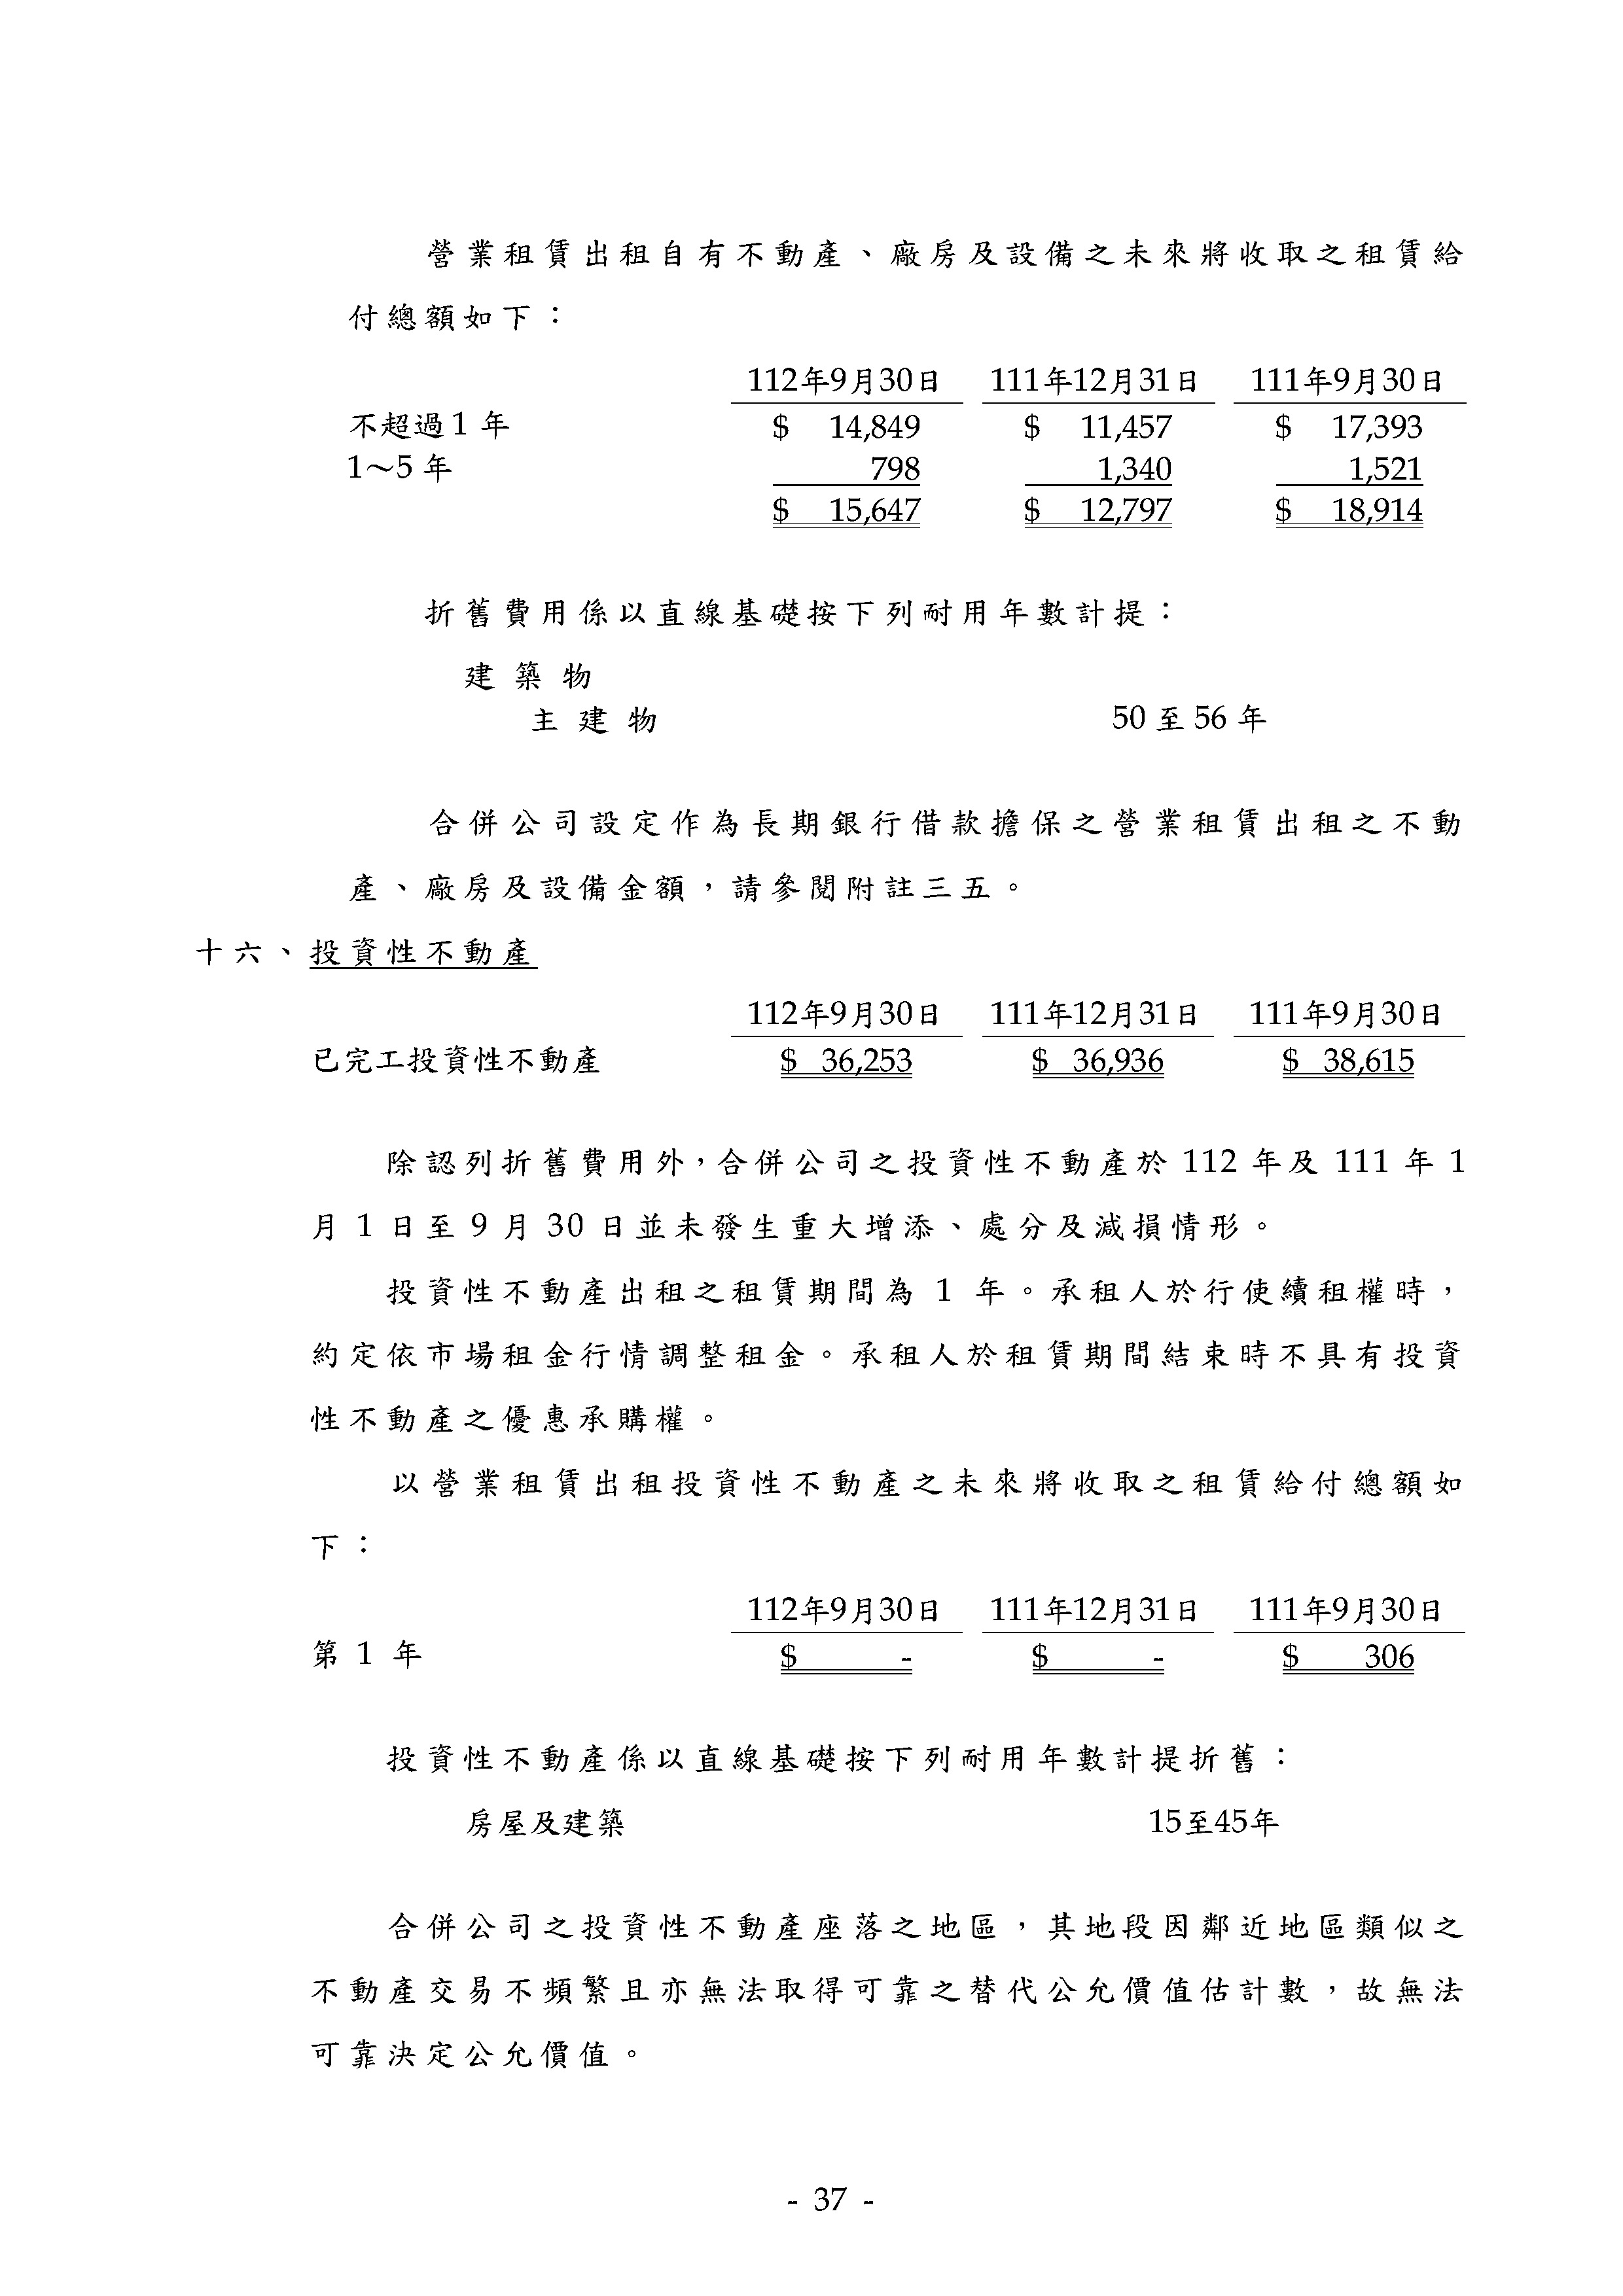 營業租賃出租自有不動產、廠房及設備之未來將收取之租賃給
付總額如下：
112年9月30日 111年12月31日 111年9月30日
不超過1年 $ 14,849 $ 11,457 $ 17,393
1～5年 798 1,340 1,521
$ 15,647 $ 12,797 $ 18,914
折舊費用係以直線基礎按下列耐用年數計提：
建築物
主建物 50至56年
合併公司設定作為長期銀行借款擔保之營業租賃出租之不動
產、廠房及設備金額，請參閱附註三五。
十六、投資性不動產
112年9月30日 111年12月31日 111年9月30日
已完工投資性不動產 $ 36,253 $ 36,936 $ 38,615
除認列折舊費用外，合併公司之投資性不動產於 112 年及 111 年 1
月 1 日至 9 月 30 日並未發生重大增添、處分及減損情形。
投資性不動產出租之租賃期間為 1 年。承租人於行使續租權時，
約定依市場租金行情調整租金。承租人於租賃期間結束時不具有投資
性不動產之優惠承購權。
以營業租賃出租投資性不動產之未來將收取之租賃給付總額如
下：
112年9月30日 111年12月31日 111年9月30日
第 1 年 $ - $ - $ 306
投資性不動產係以直線基礎按下列耐用年數計提折舊：
房屋及建築 15至45年
合併公司之投資性不動產座落之地區，其地段因鄰近地區類似之
不動產交易不頻繁且亦無法取得可靠之替代公允價值估計數，故無法
可靠決定公允價值。
- 37 -